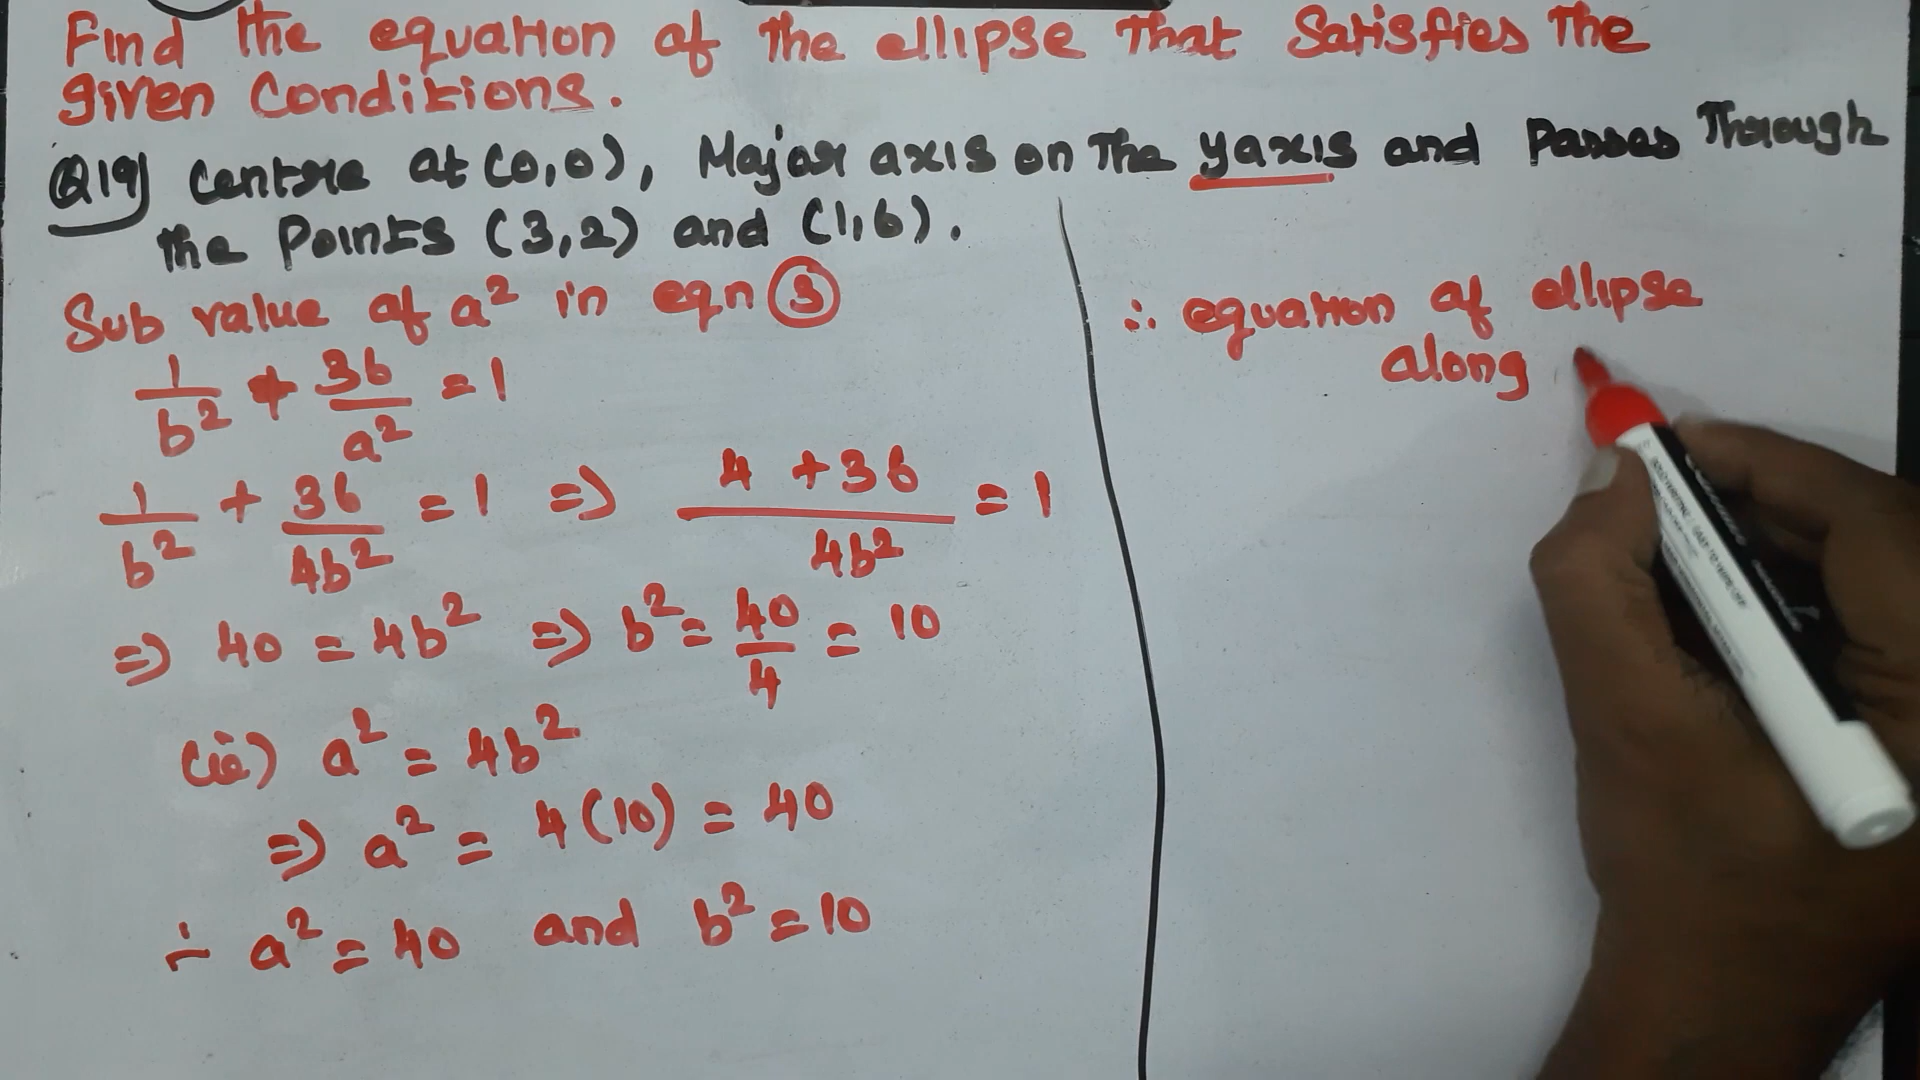 Find the equation of the ellipse that satisfies the
given conditions.
Q19) Centre at (0,0), Major axis on the y axis and passes through
the points (3,2) and (1,6).
Sub value of a² in eqn ③
1/b² + 36/a² = 1
1/b² + 36/4b² = 1 => 4 + 36/4b² = 1
=> 40 = 4b² => b² = 40/4 = 10
(ie) a² = 4b²
=> a² = 4(10) = 40
∴ a² = 40 and b² = 10
∴ equation of ellipse
along